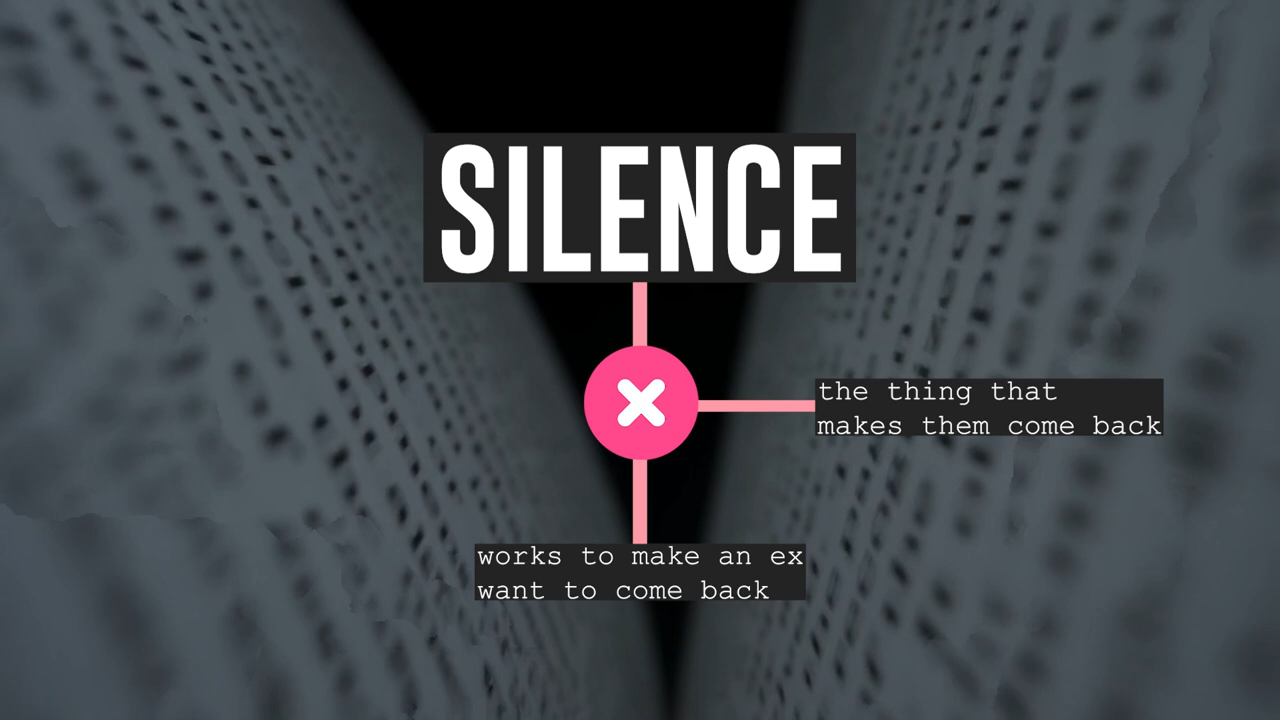 SILENCE
the thing that
makes them come back
works to make an ex
want to come back